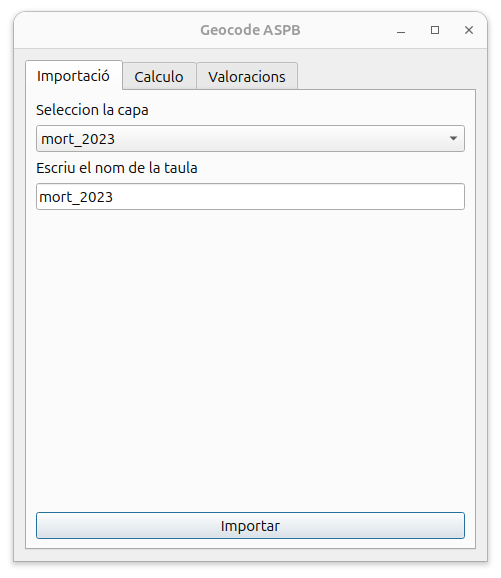 Geocode ASPB
Importació Calculo Valoracions
Seleccion la capa
mort_2023
Escriu el nom de la taula
mort_2023
Importar